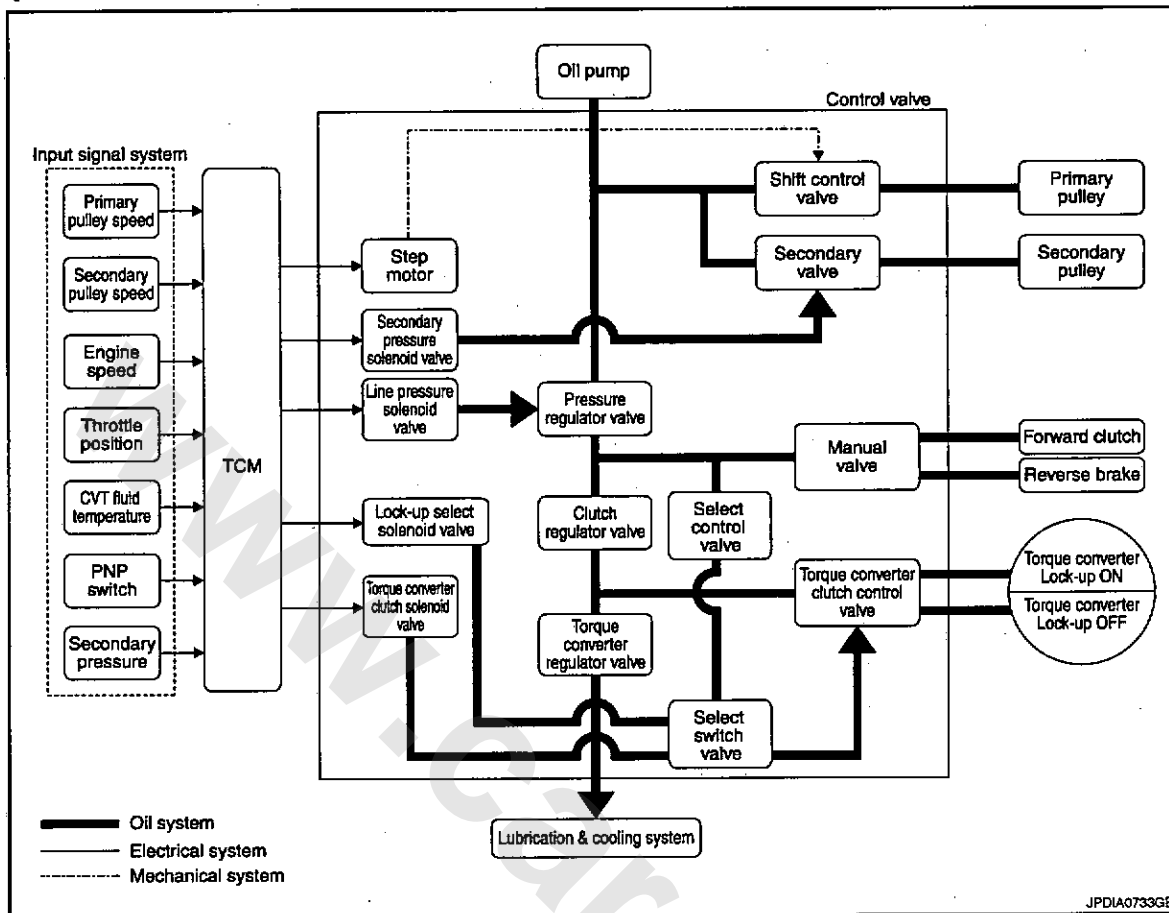 Oil pump
Control valve
Input signal system
Primary
pulley speed
Secondary
pulley speed
Engine
speed
Throttle
position
CVT fluid
temperature
PNP
switch
Secondary
pressure
TCM
Step
motor
Secondary
pressure
solenoid valve
Line pressure
solenoid
valve
Lock-up select
solenoid valve
Torque converter
clutch solenoid
valve
Shift control
valve
Primary
pulley
Secondary
valve
Secondary
pulley
Pressure
regulator valve
Manual
valve
Forward clutch
Reverse brake
Clutch
regulator valve
Select
control
valve
Torque converter
clutch control
valve
Torque converter
Lock-up ON
Torque converter
Lock-up OFF
Torque
converter
regulator valve
Select
switch
valve
Lubrication & cooling system
Oil system
Electrical system
Mechanical system
www.car